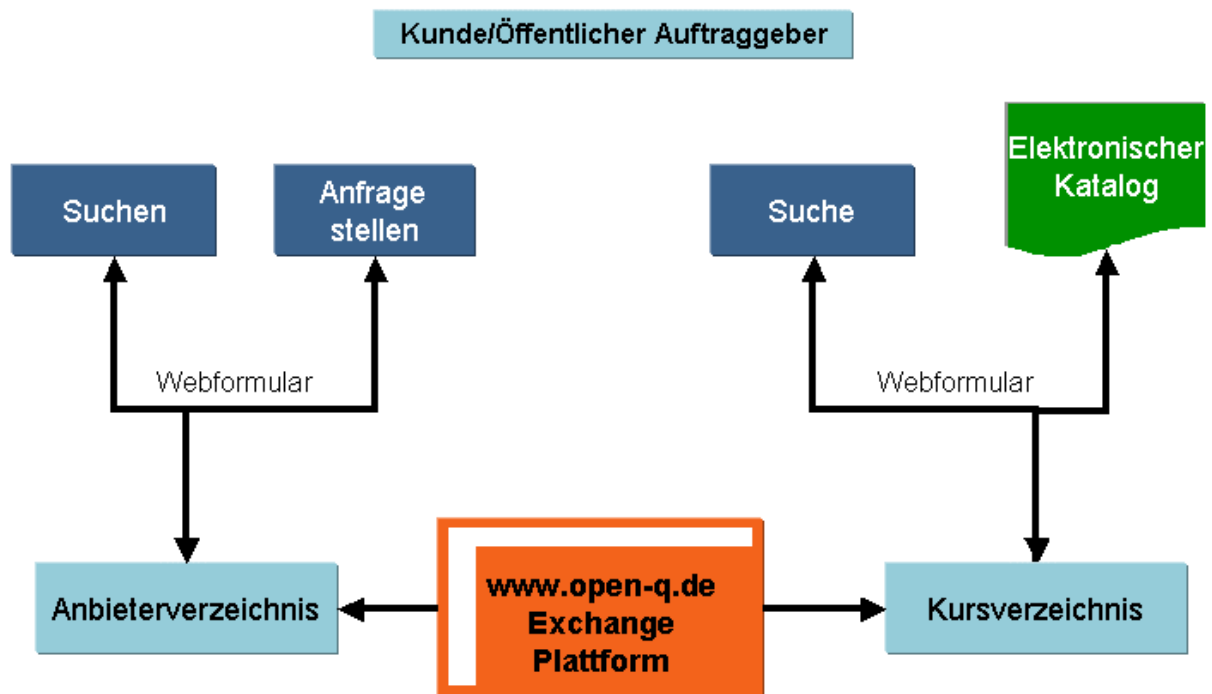 Kunde/Öffentlicher Auftraggeber
Suchen
Anfrage
stellen
Suche
Elektronischer
Katalog
Webformular
Webformular
Anbieterverzeichnis
www.open-q.de
Exchange
Plattform
Kursverzeichnis